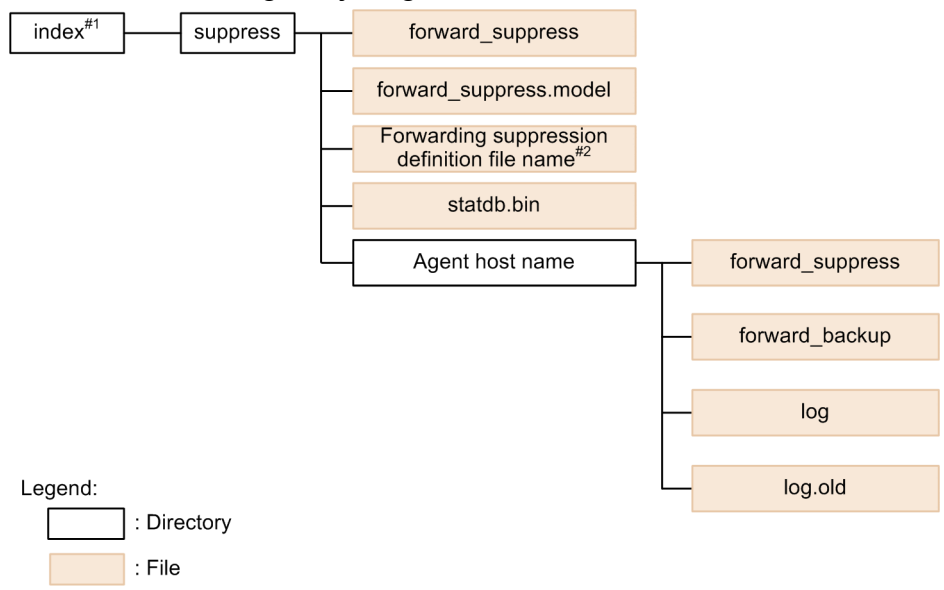 index#1
suppress
forward_suppress
forward_suppress.model
Forwarding suppression
definition file name#2
statdb.bin
Agent host name
forward_suppress
forward_backup
log
log.old
Legend:
: Directory
: File